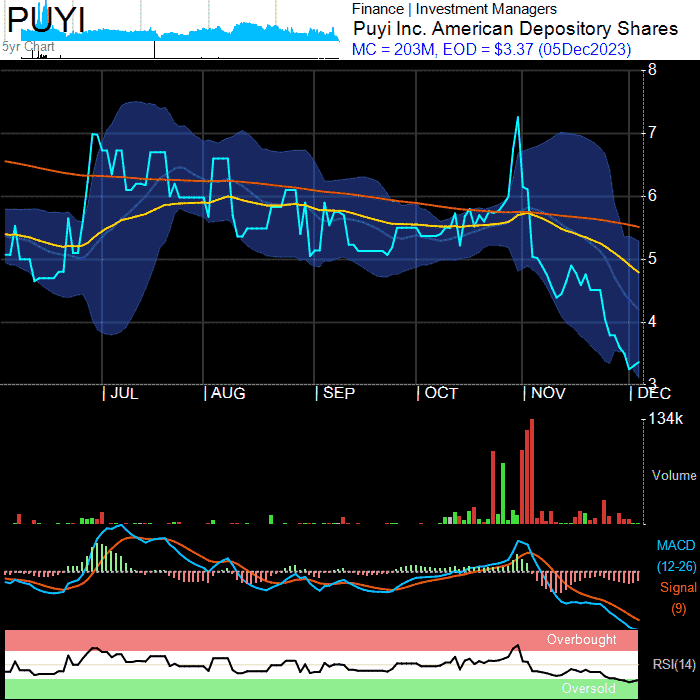 PUYI
5yr Chart
Finance | Investment Managers
Puyi Inc. American Depository Shares
MC = 203M, EOD = $3.37 (05Dec2023)
8
7
6
5
4
3
JUL AUG SEP OCT NOV DEC
134k
Volume
MACD
(12-26)
Signal
(9)
Overbought
RSI(14)
Oversold